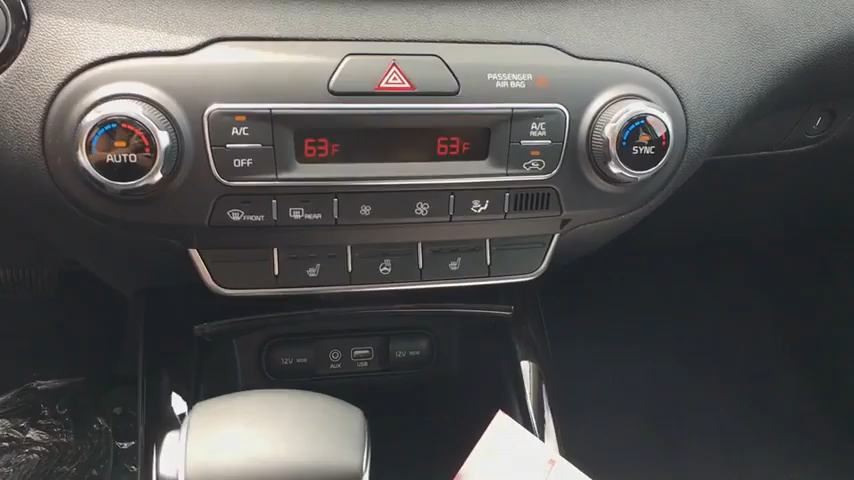 PASSENGER
AIR BAG
A/C
OFF
63F
63F
A/C
REAR
AUTO
SYNC
FRONT
REAR
12V
AUX
USB
12V